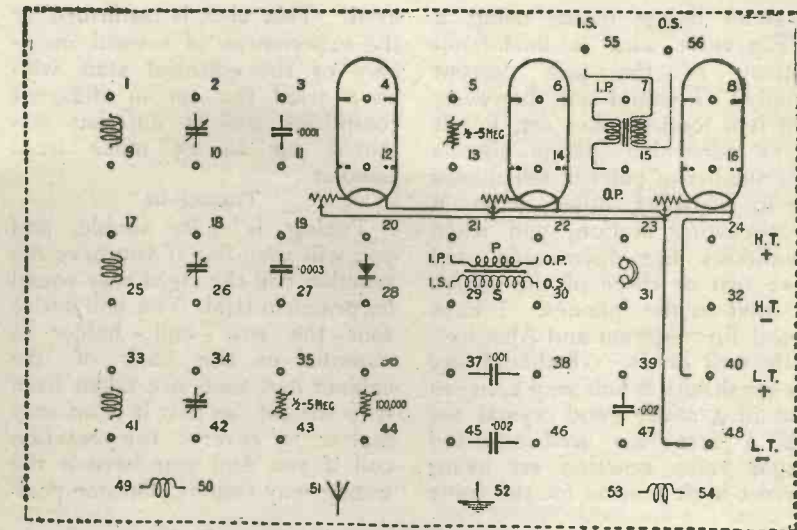 I.S. O.S.
55 56
1 2 3 4 5 6 I.P. 7 8
.0001 ½-5 MEG
9 10 11 12 13 14 15 16
O.P.
17 18 19 20 21 22 23 24 H.T. +
I.P. P O.P.
.0003
I.S. S O.S.
25 26 27 28 29 30 31 32 H.T. -
33 34 35 36 37 .001 38 39 40 L.T. +
½-5 MEG 100,000 .002
41 42 43 44 45 .002 46 47 48 L.T. -
49 50 51 52 53 54